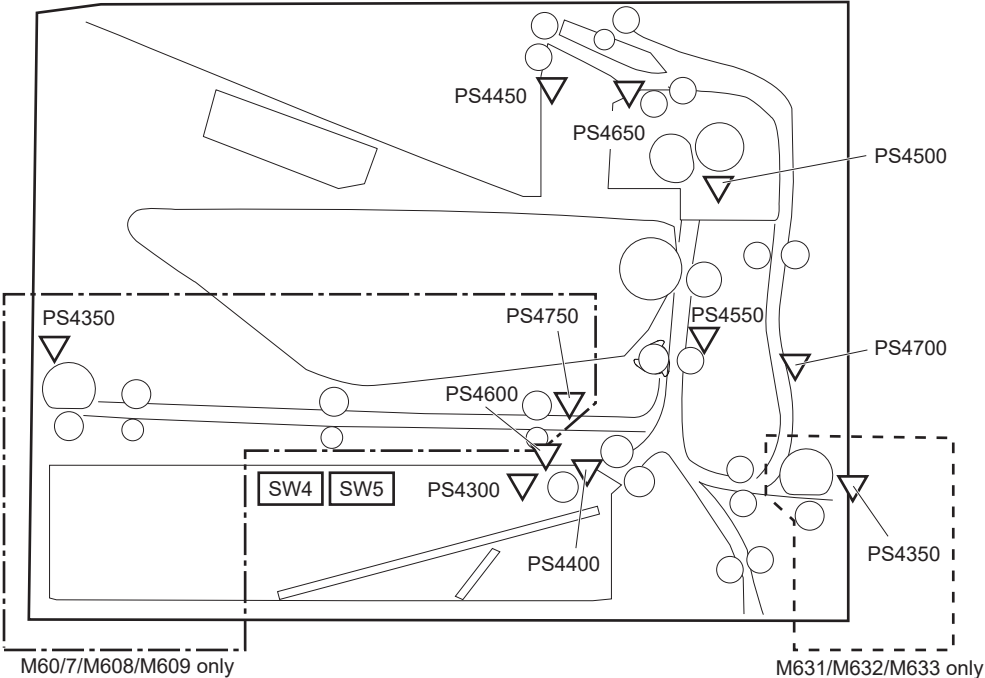 PS4450
PS4650
PS4500
PS4350
PS4750
PS4550
PS4700
PS4600
SW4
SW5
PS4300
PS4400
PS4350
M60/7/M608/M609 only
M631/M632/M633 only